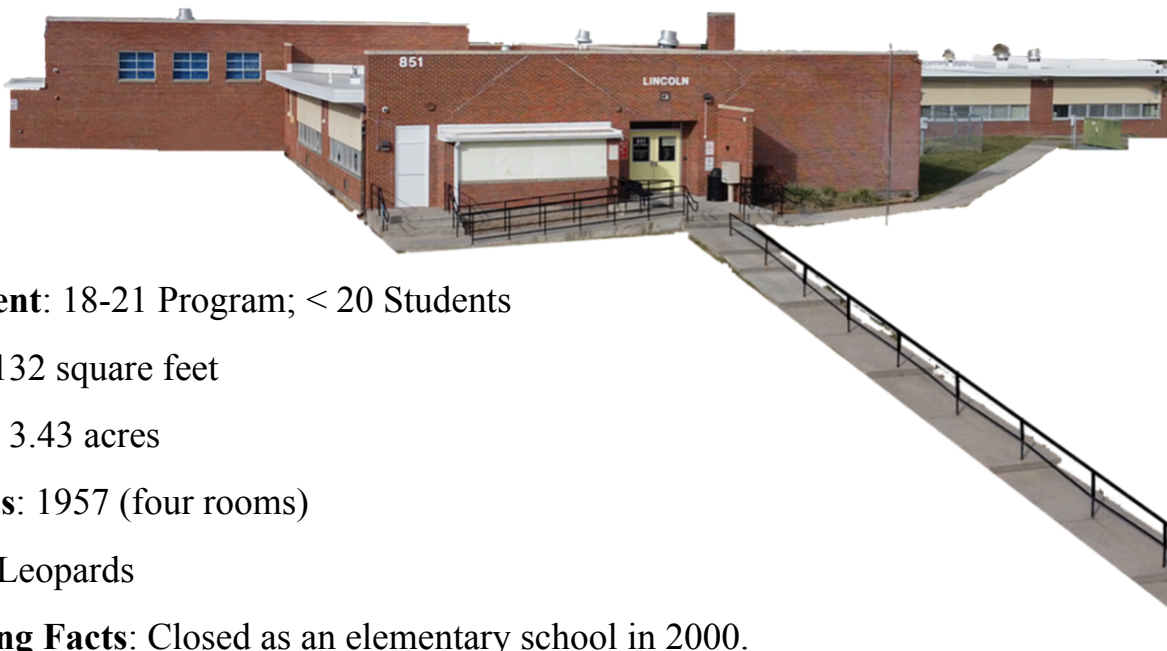 851
LINCOLN
ent: 18-21 Program; < 20 Students
132 square feet
3.43 acres
s: 1957 (four rooms)
Leopards
ng Facts: Closed as an elementary school in 2000.